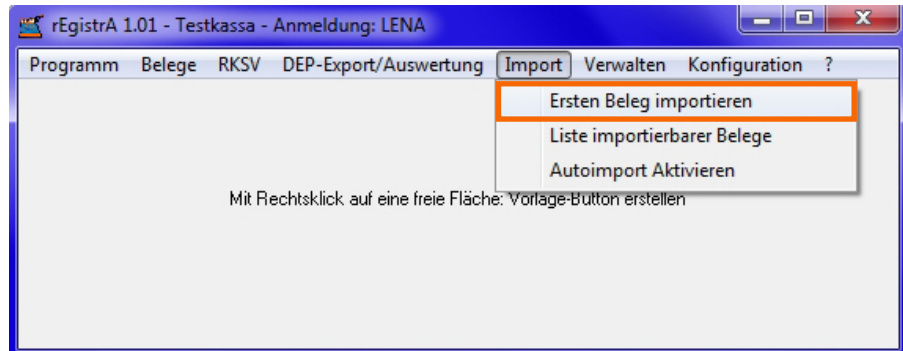 rEgistrA 1.01 - Testkassa - Anmeldung: LENA
Programm Belege RKSV DEP-Export/Auswertung Import Verwalten Konfiguration ?
Ersten Beleg importieren
Liste importierbarer Belege
Autoimport Aktivieren
Mit Rechtsklick auf eine freie Fläche: Vorlage-Button erstellen